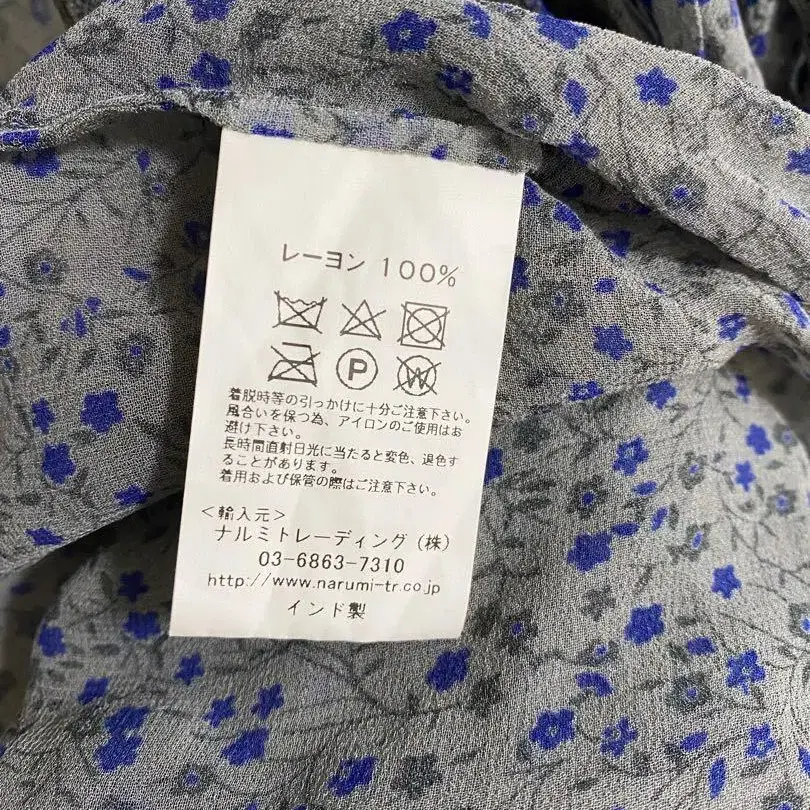 レーヨン 100%
P W
着脱時等の引っかけに十分ご注意下さい。
風合いを保つ為、アイロンのご使用はお
避け下さい。
長時間直射日光に当たると変色、退色す
ることがあります。
着用および保管の際はご注意下さい。
<輸入元>
ナルミトレーディング (株)
03-6863-7310
http://www.narumi-tr.co.jp
インド製